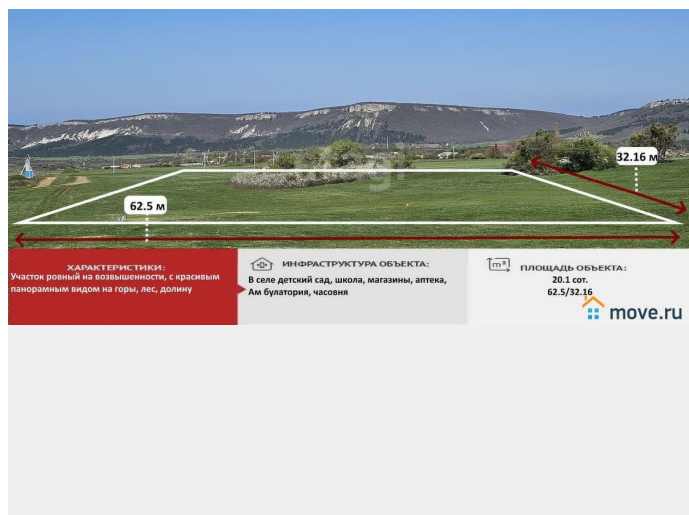 32.16 м
62.5 м
ХАРАКТЕРИСТИКИ:
Участок ровный на возвышенности, с красивым
панорамным видом на горы, лес, долину
ИНФРАСТРУКТУРА ОБЪЕКТА:
В селе детский сад, школа, магазины, аптека,
Ам булатория, часовня
m²
ПЛОЩАДЬ ОБЪЕКТА:
20.1 сот.
62.5/32.16
move.ru